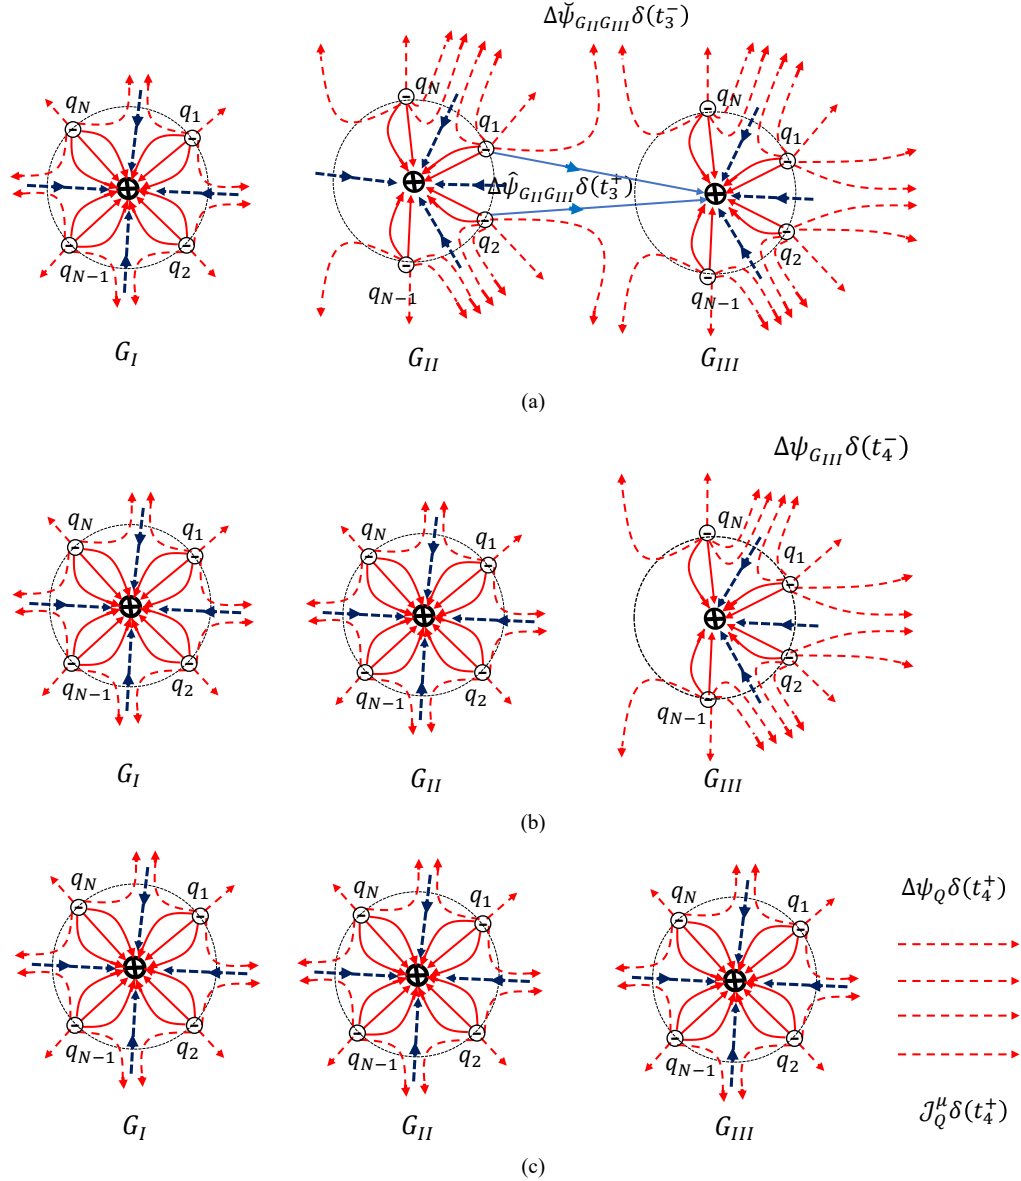 Δψ̆_{G_{II}G_{III}}δ(t_3^-)
q_N q_1 q_N q_1 q_N q_1
Δψ̂_{G_{II}G_{III}}δ(t_3^+)
q_{N-1} q_2 q_{N-1} q_2 q_{N-1} q_2
G_I G_{II} G_{III}
(a)
Δψ_{G_{III}}δ(t_4^-)
q_N q_1 q_N q_1 q_N q_1
q_{N-1} q_2 q_{N-1} q_2 q_{N-1} q_2
G_I G_{II} G_{III}
(b)
q_N q_1 q_N q_1 q_N q_1 Δψ_Qδ(t_4^+)
q_{N-1} q_2 q_{N-1} q_2 q_{N-1} q_2
G_I G_{II} G_{III} 𝒥_Q^μδ(t_4^+)
(c)